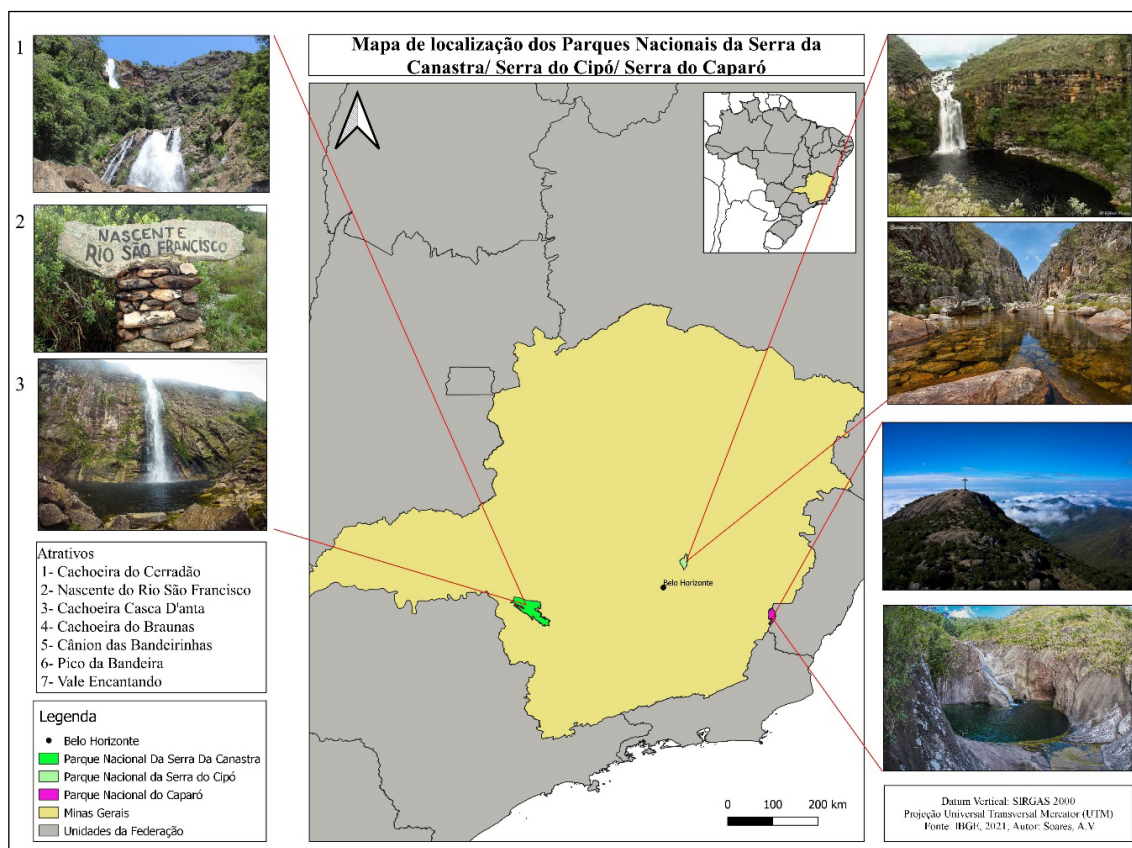 Mapa de localização dos Parques Nacionais da Serra da
Canastra/ Serra do Cipó/ Serra do Caparó
1
2
NASCENTE
RIO SÃO FRANCISCO
3
Belo Horizonte
Atrativos
1- Cachoeira do Cerradão
2- Nascente do Rio São Francisco
3- Cachoeira Casca D'anta
4- Cachoeira do Braunas
5- Cânion das Bandeirinhas
6- Pico da Bandeira
7- Vale Encantando
Legenda
Belo Horizonte
Parque Nacional Da Serra Da Canastra
Parque Nacional da Serra do Cipó
Parque Nacional do Caparó
Minas Gerais
Unidades da Federação
0 100 200 km
Datum Vertical: SIRGAS 2000
Projeção Universal Transversal Mercator (UTM)
Fonte: IBGE, 2021; Autor: Soares, A.V